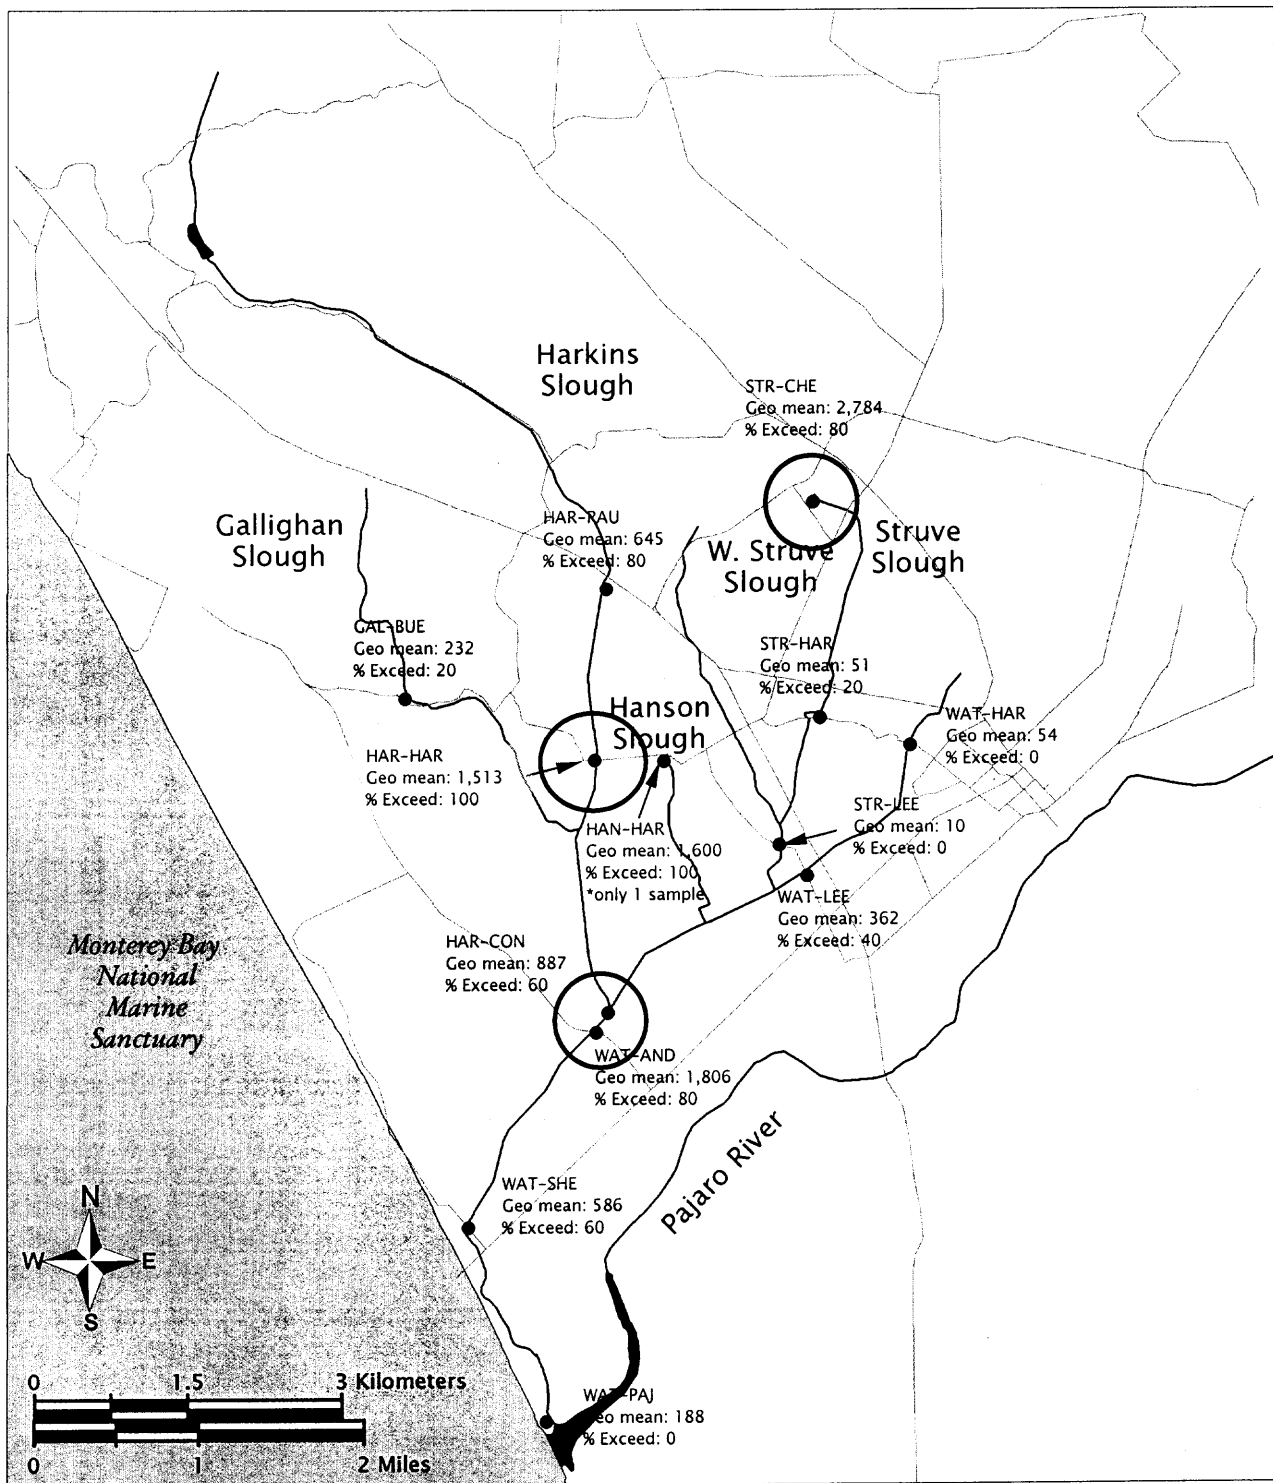 Harkins
Slough
STR-CHE
Geo mean: 2,784
% Exceed: 80
Gallighan
Slough
HAR-PAU
Geo mean: 645
% Exceed: 80
W. Struve
Slough
Struve
Slough
GAL-BUE
Geo mean: 232
% Exceed: 20
STR-HAR
Geo mean: 51
% Exceed: 20
Hanson
Slough
WAT-HAR
Geo mean: 54
% Exceed: 0
HAR-HAR
Geo mean: 1,513
% Exceed: 100
STR-LEE
Geo mean: 10
% Exceed: 0
HAN-HAR
Geo mean: 1,600
% Exceed: 100
*only 1 sample
WAT-LEE
Geo mean: 362
% Exceed: 40
Monterey Bay
National
Marine
Sanctuary
HAR-CON
Geo mean: 887
% Exceed: 60
WAT-AND
Geo mean: 1,806
% Exceed: 80
Pajaro River
WAT-SHE
Geo mean: 586
% Exceed: 60
N
W E
S
0 1.5 3 Kilometers
0 1 2 Miles
WAT-PAJ
Geo mean: 188
% Exceed: 0